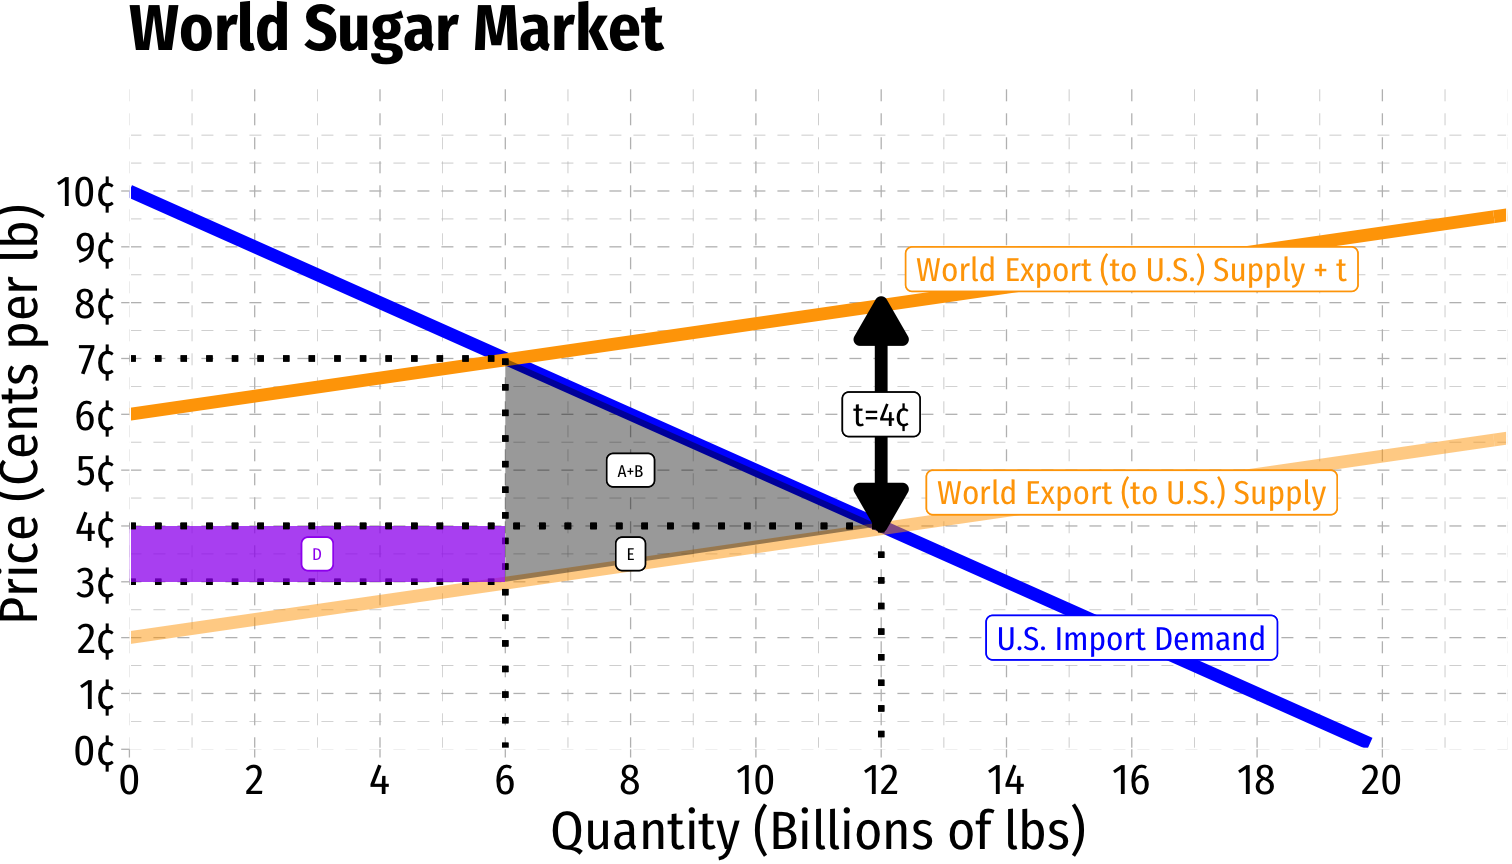 World Sugar Market
Price (Cents per lb)
10¢
9¢
8¢
7¢
6¢
5¢
4¢
3¢
2¢
1¢
0¢
World Export (to U.S.) Supply + t
t=4¢
A+B
World Export (to U.S.) Supply
D
E
U.S. Import Demand
0 2 4 6 8 10 12 14 16 18 20
Quantity (Billions of lbs)